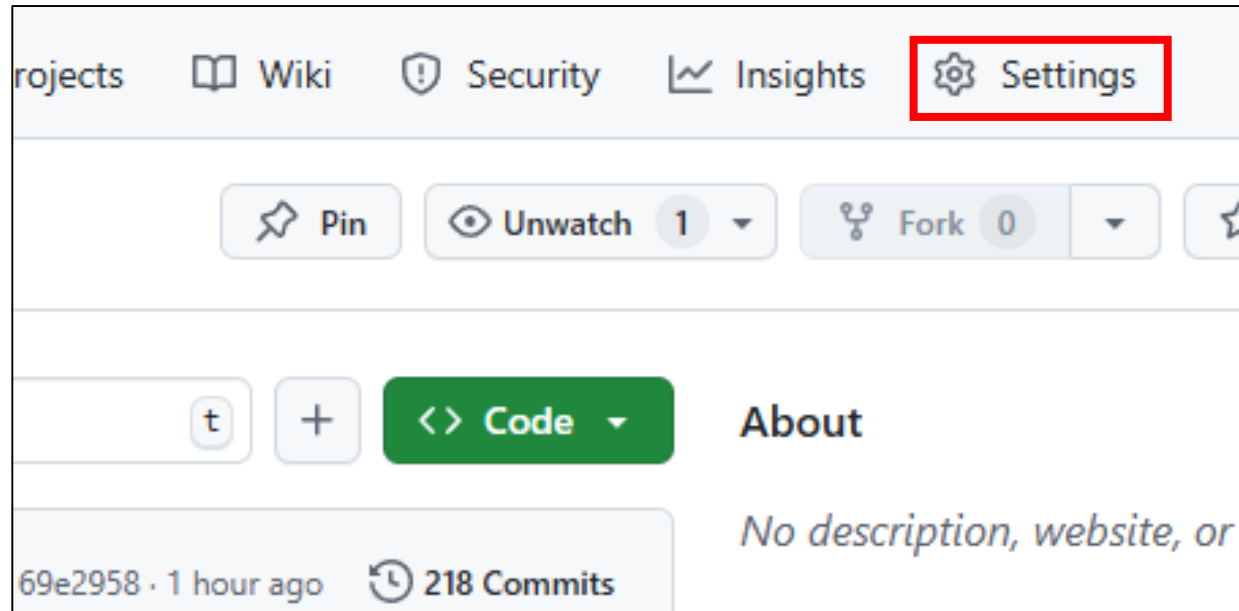 rojects Wiki Security Insights Settings
Pin Unwatch 1 Fork 0
t + <> Code About
No description, website, or
69e2958 · 1 hour ago 218 Commits